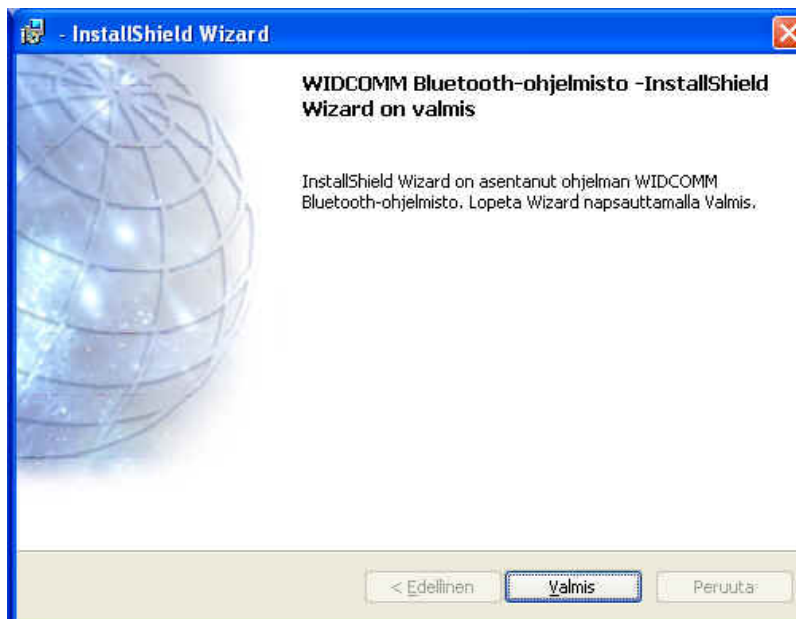 - InstallShield Wizard
WIDCOMM Bluetooth-ohjelmisto -InstallShield
Wizard on valmis
InstallShield Wizard on asentanut ohjelman WIDCOMM
Bluetooth-ohjelmisto. Lopeta Wizard napsauttamalla Valmis.
< Edellinen
Valmis
Peruuta